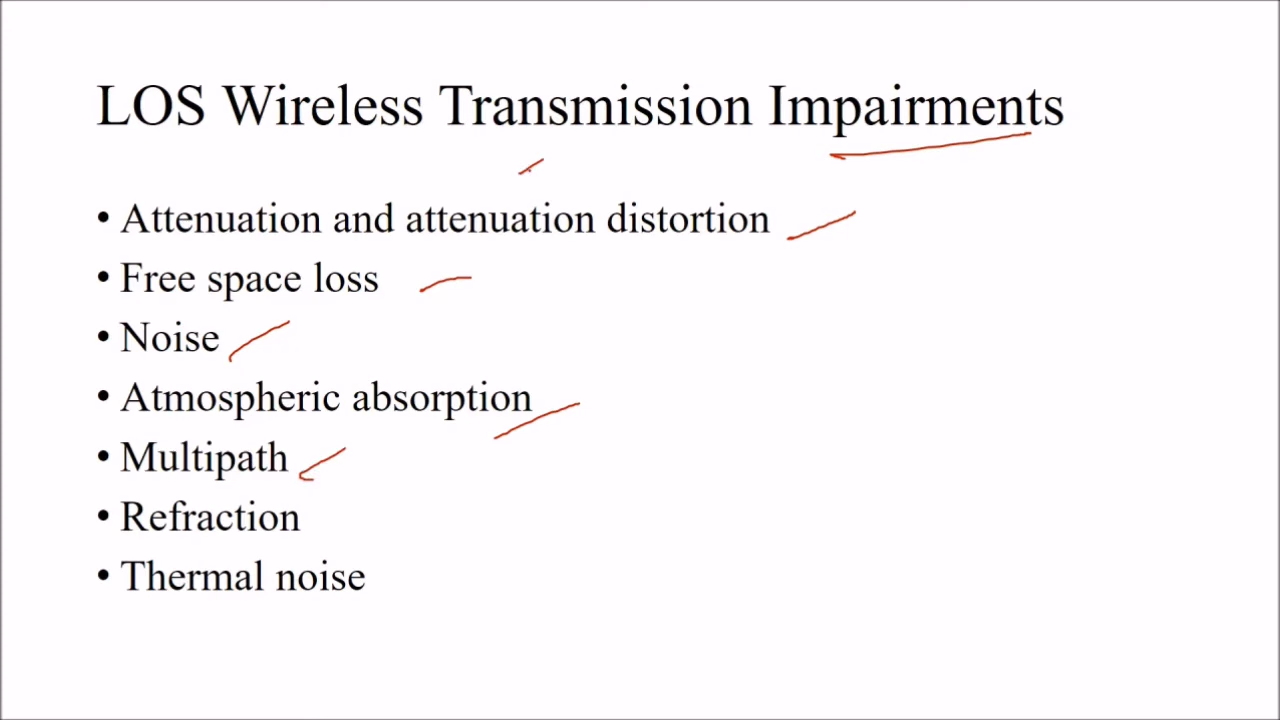 LOS Wireless Transmission Impairments
• Attenuation and attenuation distortion
• Free space loss
• Noise
• Atmospheric absorption
• Multipath
• Refraction
• Thermal noise